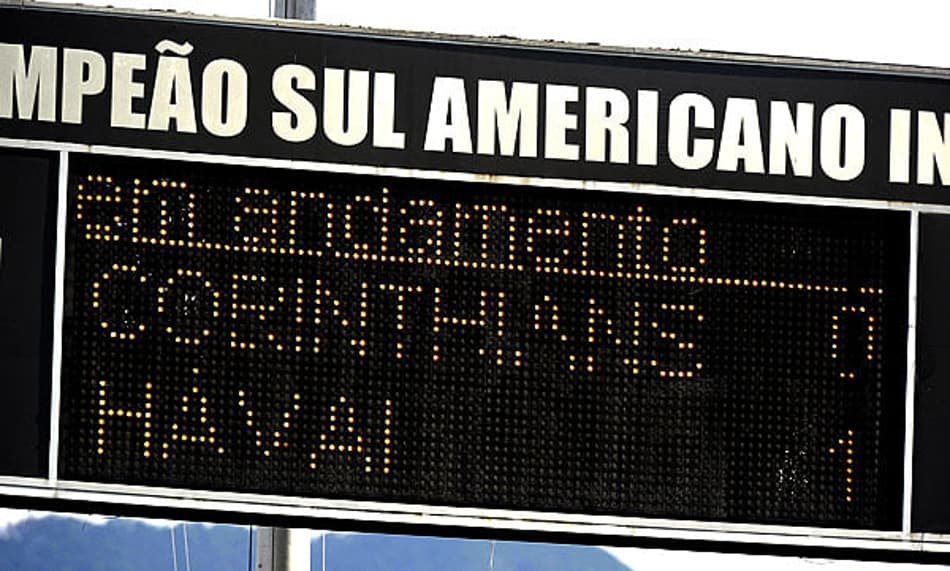 MPEÃO SUL AMERICANO IN
em andamento
CORINTHIANS 0
HAVAI 1